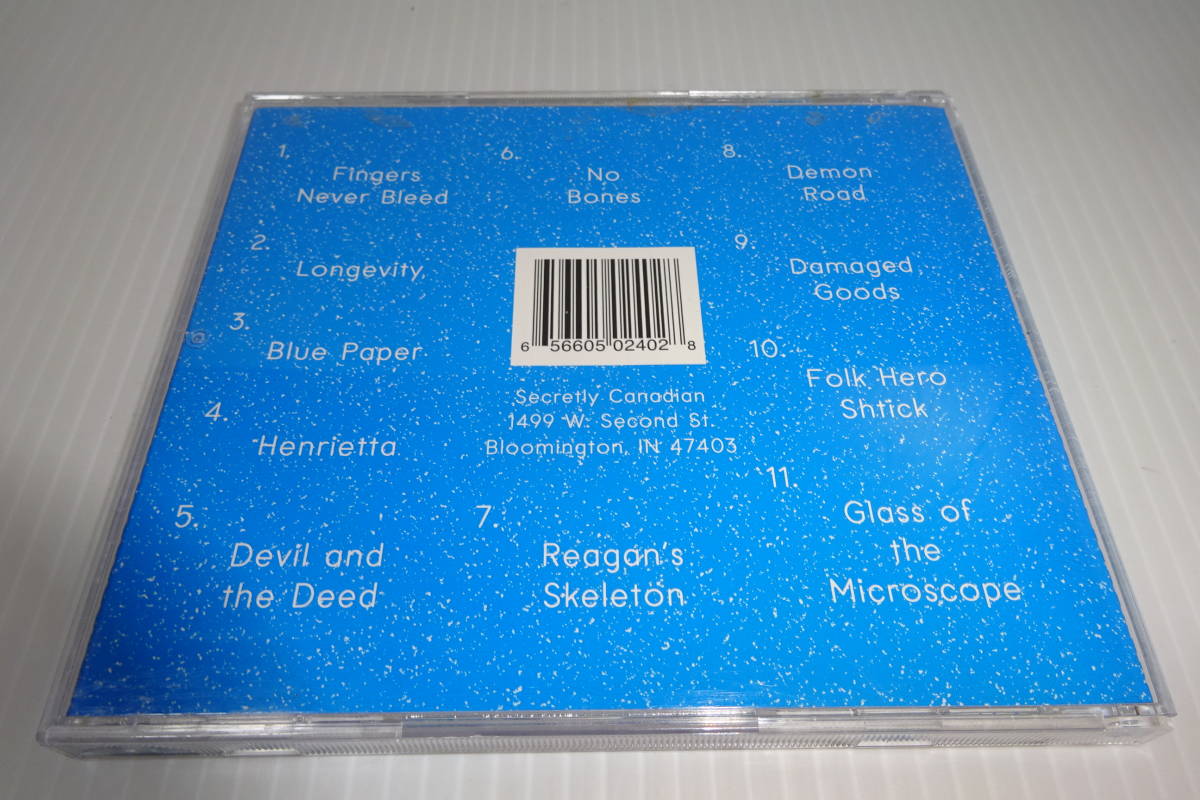 1.
Fingers
Never Bleed
2.
Longevity
3.
Blue Paper
4.
Henrietta
5.
Devil and
the Deed
6.
No
Bones
6 56605 02402 8
Secretly Canadian
1499 W. Second St.
Bloomington, IN 47403
7.
Reagan's
Skeleton
8.
Demon
Road
9
Damaged
Goods
10.
Folk Hero
Shtick
11.
Glass of
the
Microscope